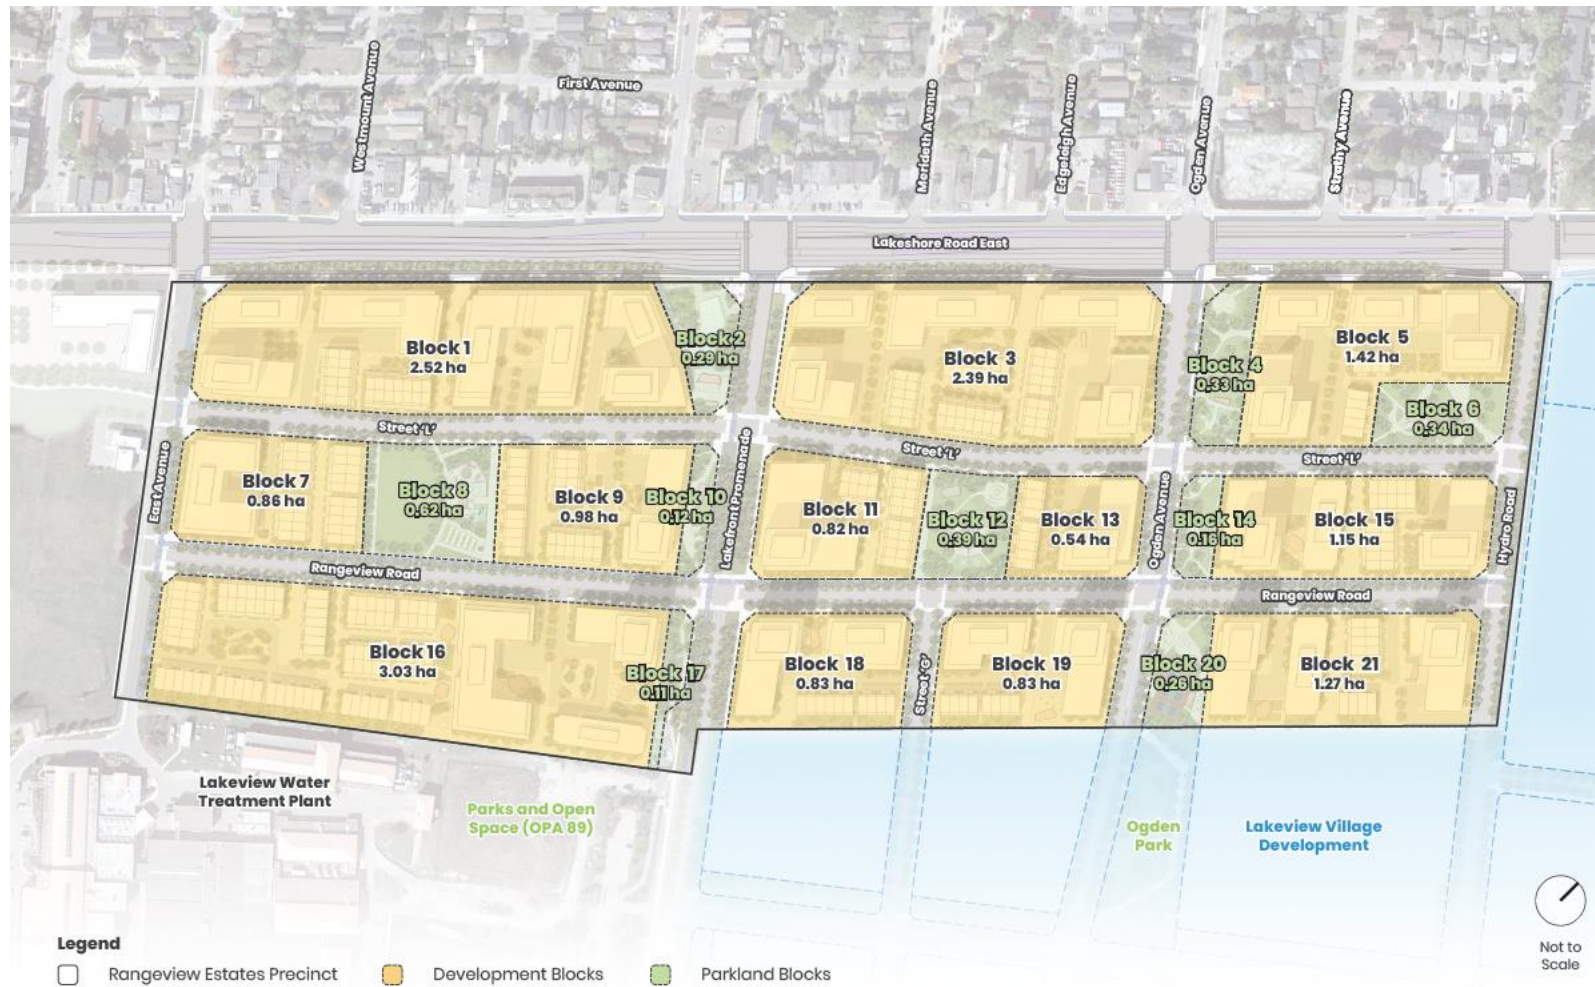 Westmount Avenue
First Avenue
Merideth Avenue
Edgeleigh Avenue
Ogden Avenue
Strathy Avenue
Lakeshore Road East
Block 1
2.52 ha
Block 2
0.29 ha
Block 3
2.39 ha
Block 4
0.33 ha
Block 5
1.42 ha
Block 6
0.34 ha
Street ‘L’
Street ‘L’
Street ‘L’
East Avenue
Block 7
0.86 ha
Block 8
0.62 ha
Block 9
0.98 ha
Block 10
0.12 ha
Lakefront Promenade
Block 11
0.82 ha
Block 12
0.39 ha
Block 13
0.54 ha
Ogden Avenue
Block 14
0.16 ha
Block 15
1.15 ha
Hydro Road
Rangeview Road
Rangeview Road
Block 16
3.03 ha
Block 17
0.11 ha
Block 18
0.83 ha
Street ‘G’
Block 19
0.83 ha
Block 20
0.26 ha
Block 21
1.27 ha
Lakeview Water
Treatment Plant
Parks and Open
Space (OPA 89)
Ogden
Park
Lakeview Village
Development
Not to
Scale
Legend
Rangeview Estates Precinct
Development Blocks
Parkland Blocks